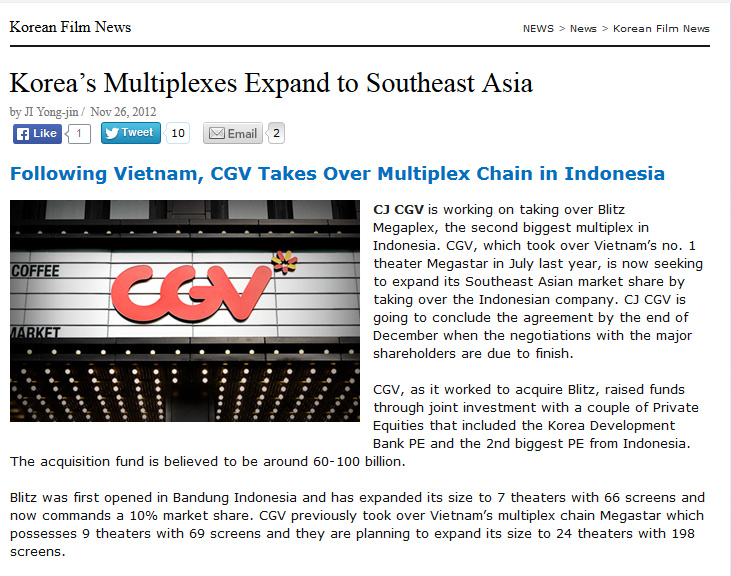 Korean Film News
NEWS > News > Korean Film News
Korea's Multiplexes Expand to Southeast Asia
by JI Yong-jin / Nov 26, 2012
Like 1 Tweet 10 Email 2
Following Vietnam, CGV Takes Over Multiplex Chain in Indonesia
COFFEE
CGV
MARKET
CJ CGV is working on taking over Blitz
Megaplex, the second biggest multiplex in
Indonesia. CGV, which took over Vietnam's no. 1
theater Megastar in July last year, is now seeking
to expand its Southeast Asian market share by
taking over the Indonesian company. CJ CGV is
going to conclude the agreement by the end of
December when the negotiations with the major
shareholders are due to finish.
CGV, as it worked to acquire Blitz, raised funds
through joint investment with a couple of Private
Equities that included the Korea Development
Bank PE and the 2nd biggest PE from Indonesia.
The acquisition fund is believed to be around 60-100 billion.
Blitz was first opened in Bandung Indonesia and has expanded its size to 7 theaters with 66 screens and
now commands a 10% market share. CGV previously took over Vietnam's multiplex chain Megastar which
possesses 9 theaters with 69 screens and they are planning to expand its size to 24 theaters with 198
screens.